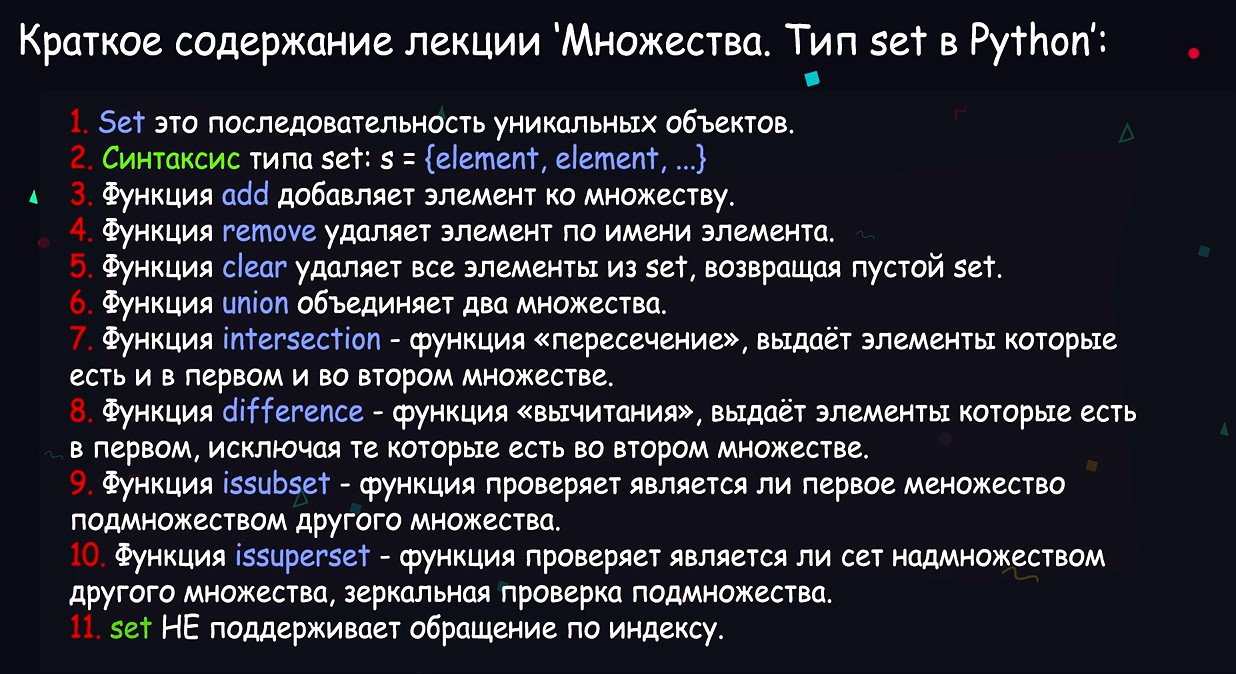 Краткое содержание лекции ‘Множества. Тип set в Python’:
1. Set это последовательность уникальных объектов.
2. Синтаксис типа set: s = {element, element, ...}
3. Функция add добавляет элемент ко множеству.
4. Функция remove удаляет элемент по имени элемента.
5. Функция clear удаляет все элементы из set, возвращая пустой set.
6. Функция union объединяет два множества.
7. Функция intersection - функция «пересечение», выдаёт элементы которые
есть и в первом и во втором множестве.
8. Функция difference - функция «вычитания», выдаёт элементы которые есть
в первом, исключая те которые есть во втором множестве.
9. Функция issubset - функция проверяет является ли первое меножество
подмножеством другого множества.
10. Функция issuperset - функция проверяет является ли сет надмножеством
другого множества, зеркальная проверка подмножества.
11. set НЕ поддерживает обращение по индексу.